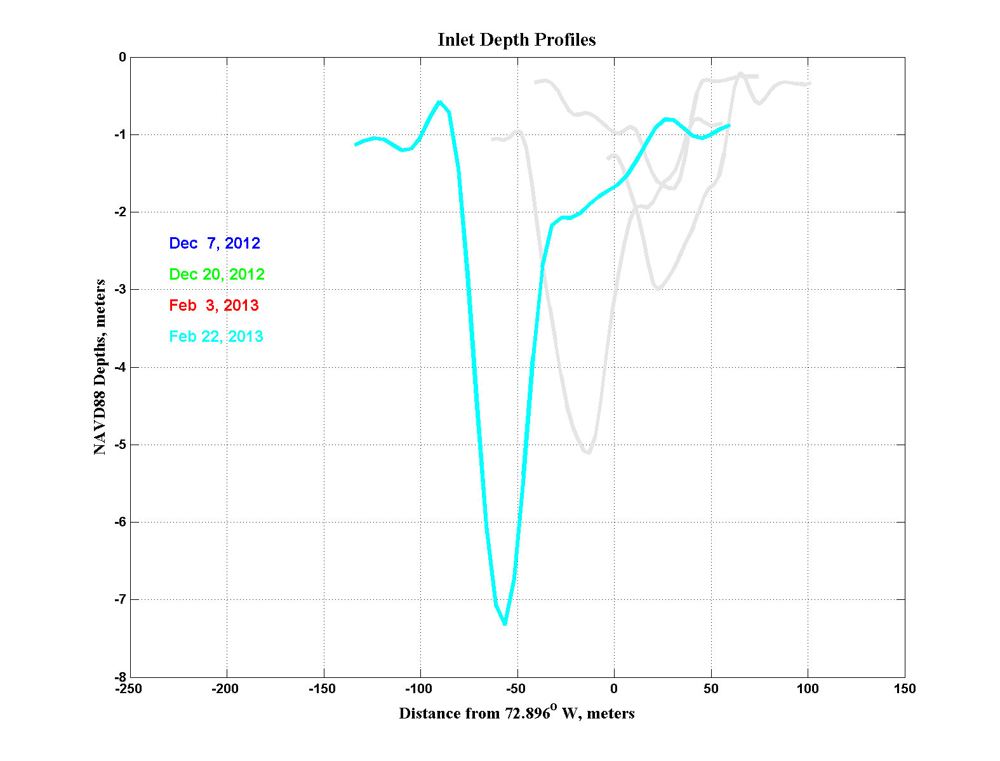 Inlet Depth Profiles
0
-1
-2
-3
-4
-5
-6
-7
-8
NAVD88 Depths, meters
Dec  7, 2012
Dec 20, 2012
Feb  3, 2013
Feb 22, 2013
-250 -200 -150 -100 -50 0 50 100 150
Distance from 72.896° W, meters